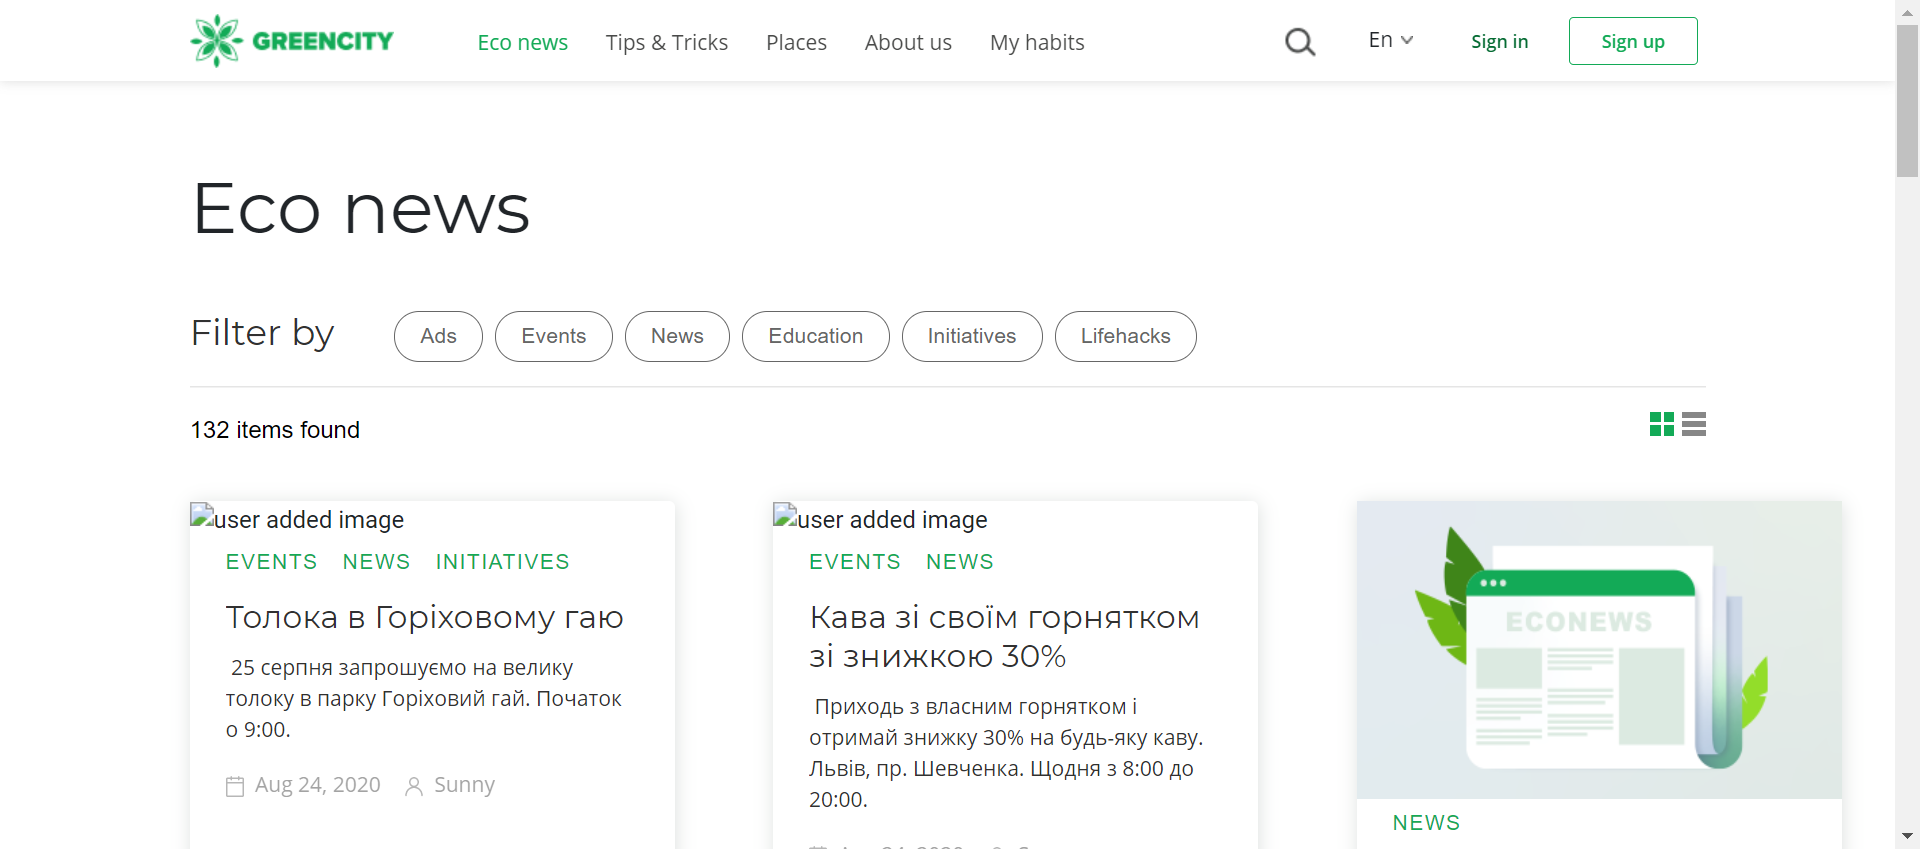 GREENCITY
Eco news
Tips & Tricks
Places
About us
My habits
En
Sign in
Sign up
Eco news
Filter by
Ads
Events
News
Education
Initiatives
Lifehacks
132 items found
user added image
EVENTS NEWS INITIATIVES
Толока в Горіховому гаю
25 серпня запрошуємо на велику
толоку в парку Горіховий гай. Початок
о 9:00.
Aug 24, 2020 Sunny
user added image
EVENTS NEWS
Кава зі своїм горнятком
зі знижкою 30%
Приходь з власним горнятком і
отримай знижку 30% на будь-яку каву.
Львів, пр. Шевченка. Щодня з 8:00 до
20:00.
ECONEWS
NEWS